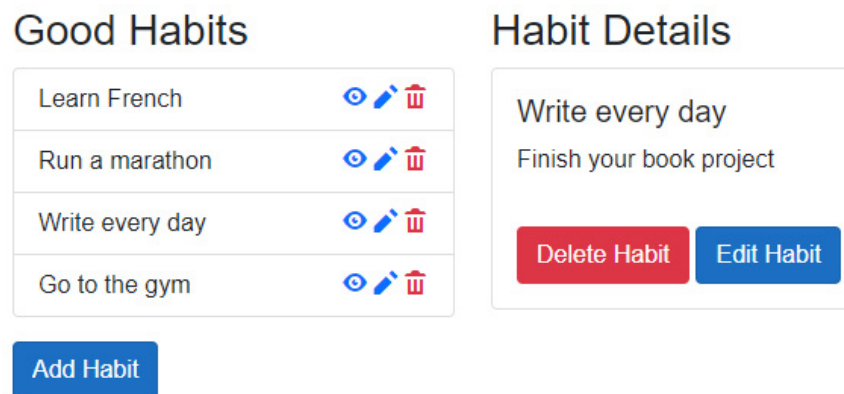 Good Habits
Learn French
Run a marathon
Write every day
Go to the gym
Add Habit
Habit Details
Write every day
Finish your book project
Delete Habit
Edit Habit